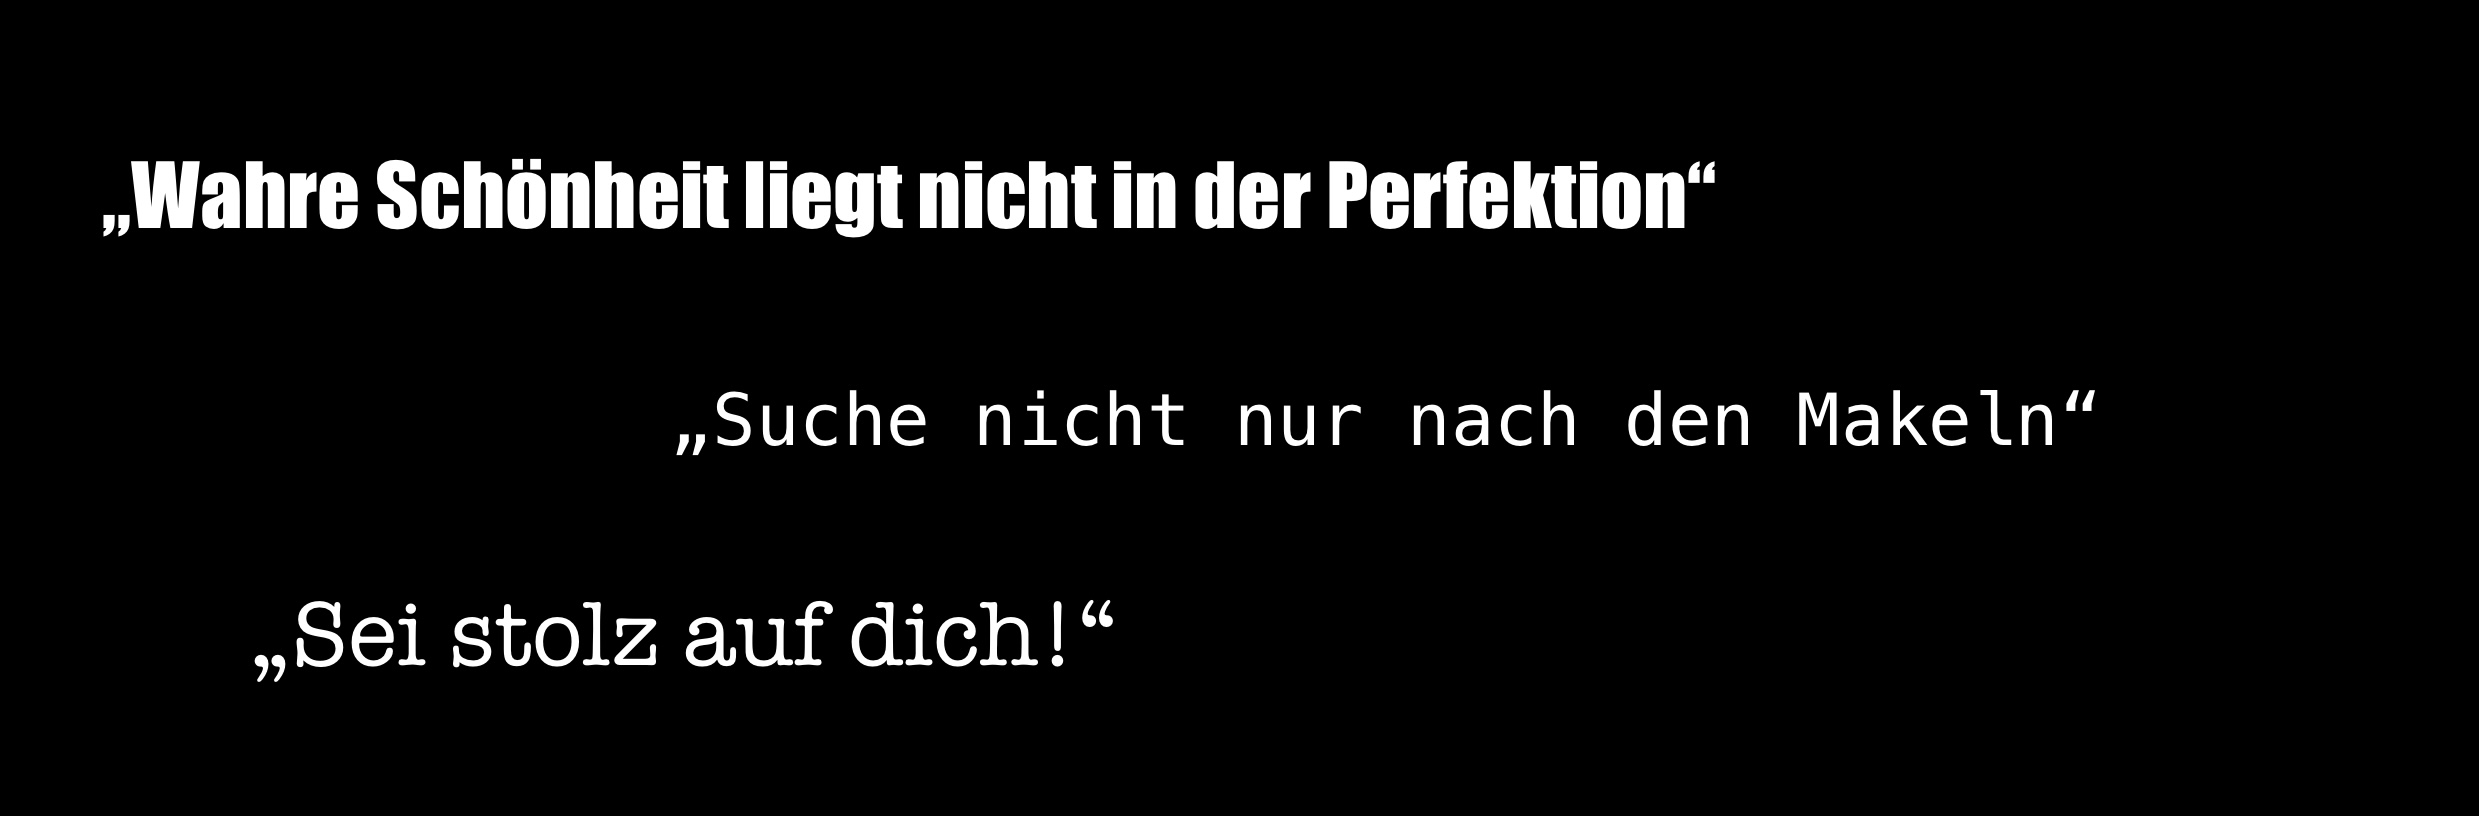 „Wahre Schönheit liegt nicht in der Perfektion“
„Suche nicht nur nach den Makeln“
„Sei stolz auf dich!“